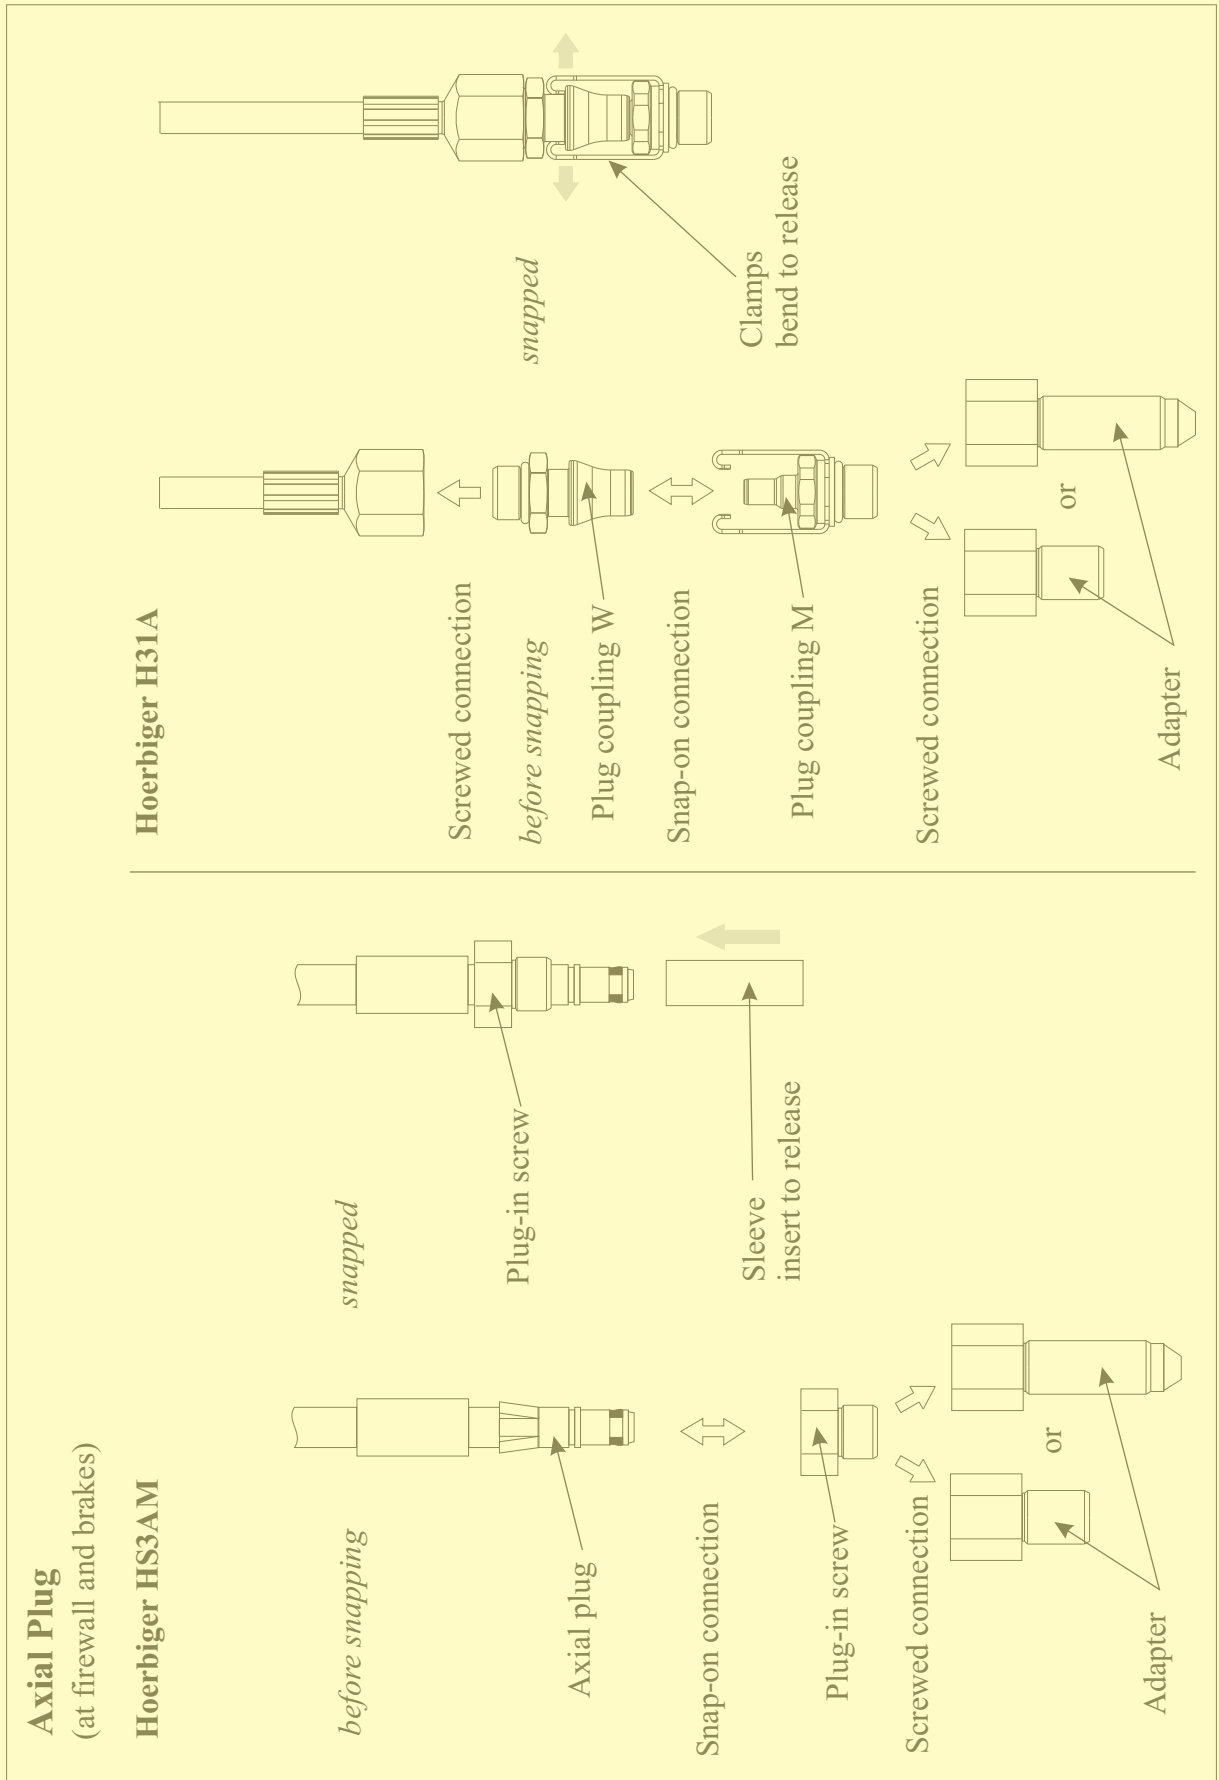 Axial Plug
(at firewall and brakes)
Hoerbiger HS3AM
before snapping
Axial plug
Snap-on connection
Plug-in screw
Screwed connection
or
Adapter
snapped
Plug-in screw
Sleeve
insert to release
Hoerbiger H31A
Screwed connection
before snapping
Plug coupling W
Snap-on connection
Plug coupling M
Screwed connection
or
Adapter
snapped
Clamps
bend to release